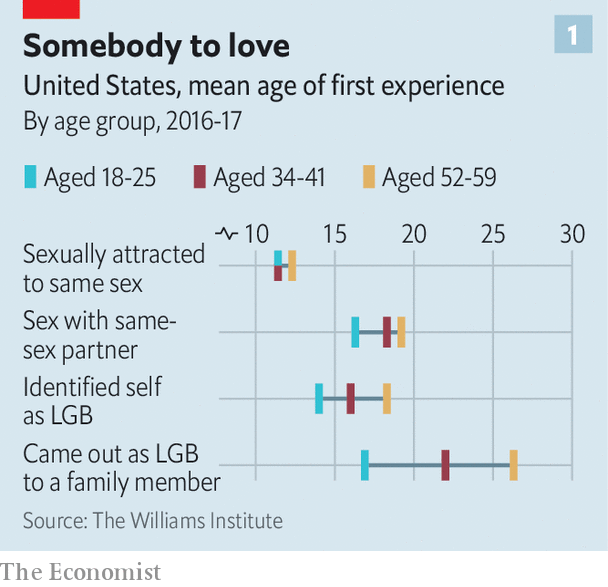 Somebody to love
1
United States, mean age of first experience
By age group, 2016-17
Aged 18-25 Aged 34-41 Aged 52-59
10 15 20 25 30
Sexually attracted
to same sex
Sex with same-
sex partner
Identified self
as LGB
Came out as LGB
to a family member
Source: The Williams Institute
The Economist